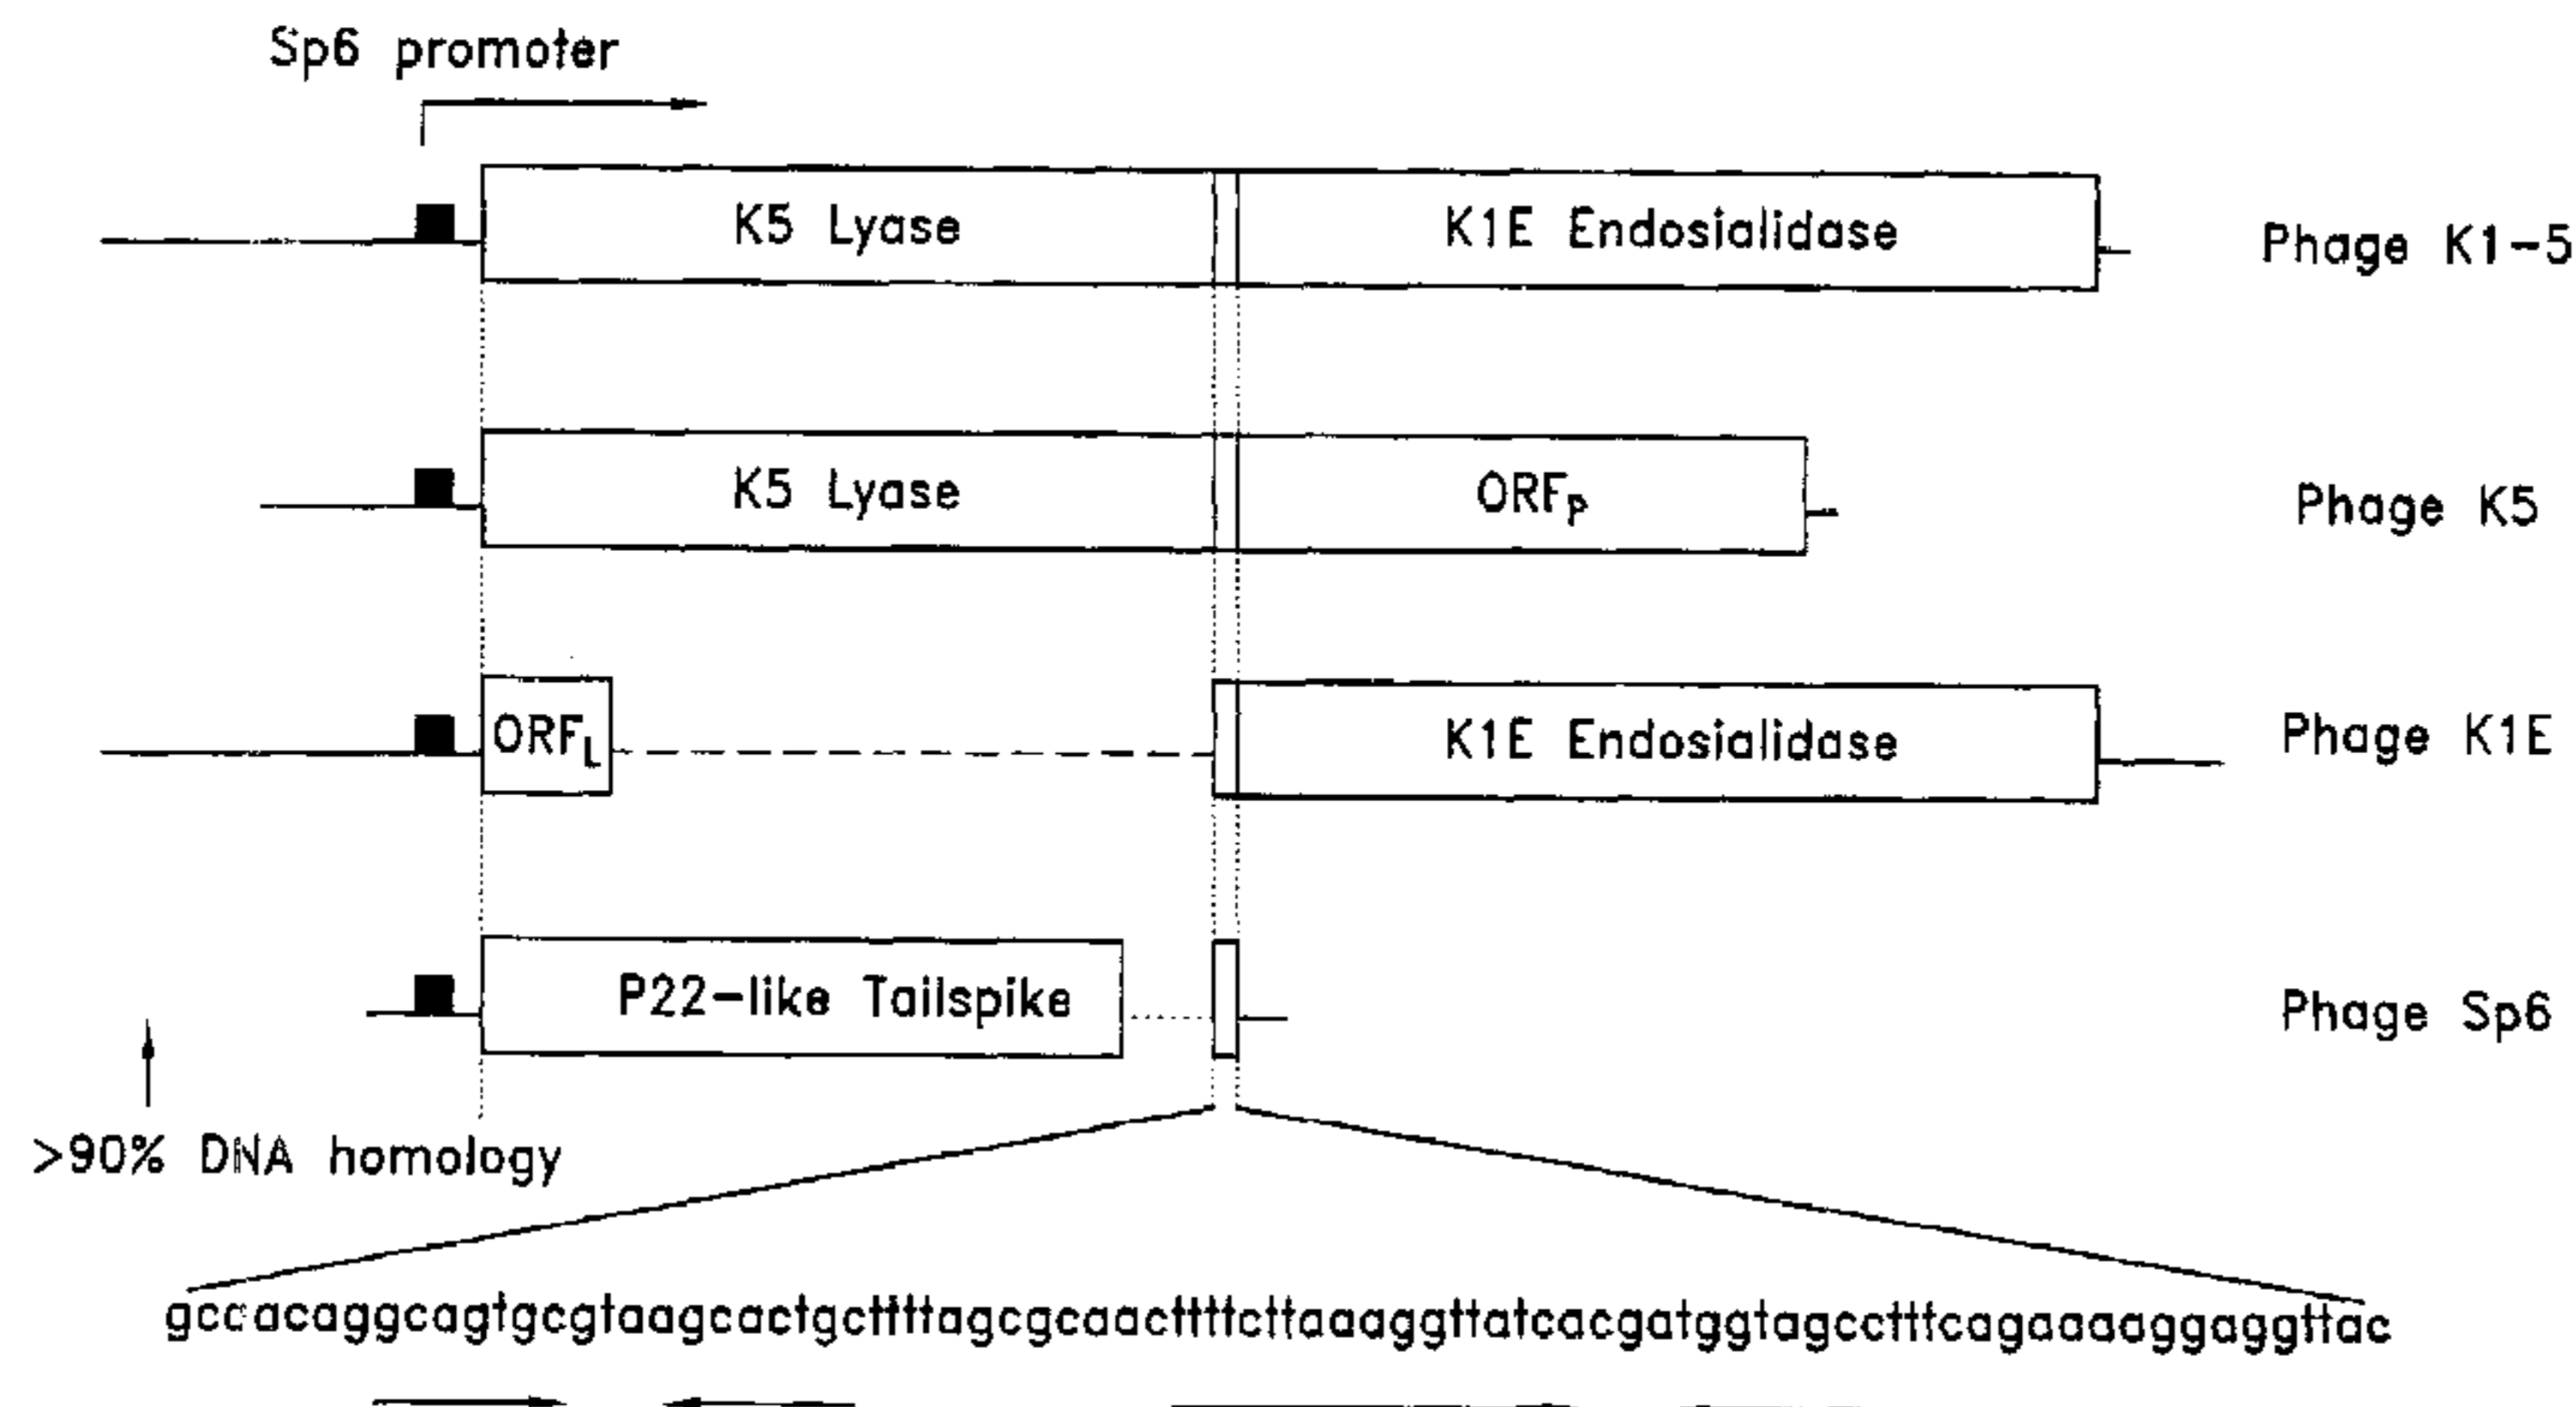 Sp6 promoter
K5 Lyase K1E Endosialidase Phage K1-5
K5 Lyase ORFP Phage K5
ORFL K1E Endosialidase Phage K1E
P22-like Tailspike Phage Sp6
>90% DNA homology
gccacaggcagtgcgtaagcactgcttttagcgcaacttttcttaaaggttatcacgatggtagcctttcagaaaaggaggttac